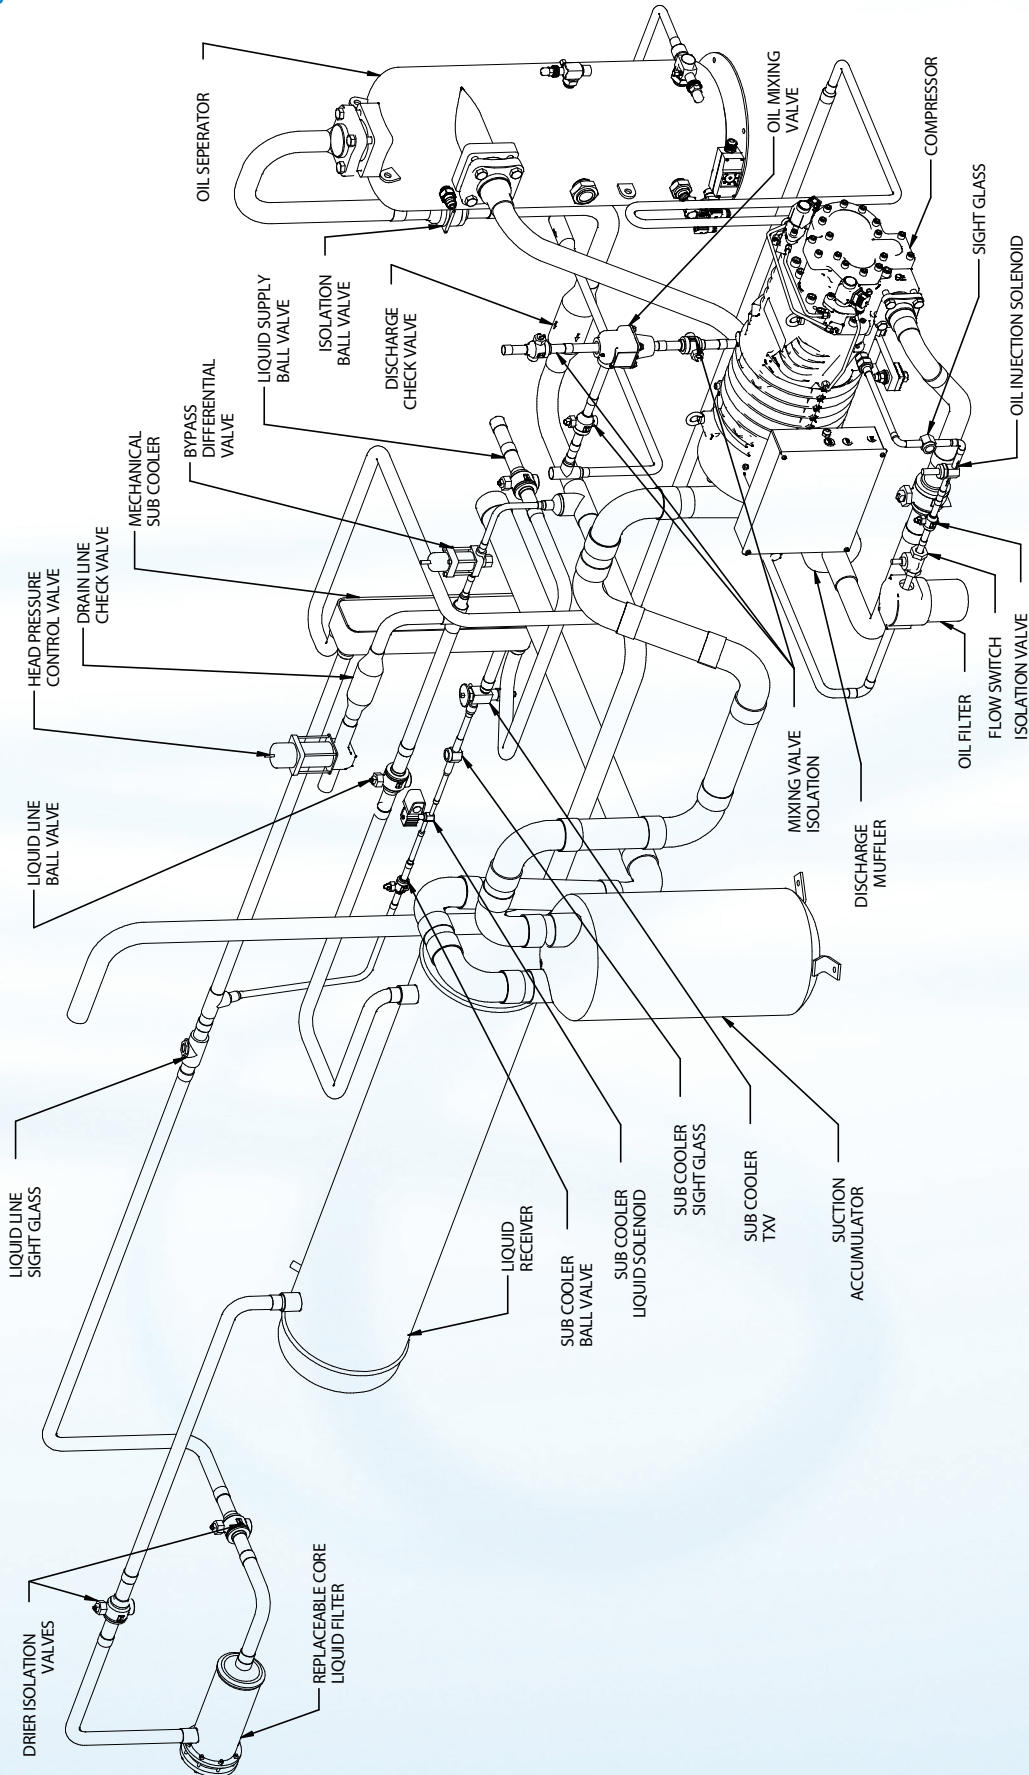 OIL SEPERATOR
ISOLATION
BALL VALVE
LIQUID SUPPLY
BALL VALVE
DISCHARGE
CHECK VALVE
BYPASS
DIFFERENTIAL
VALVE
MECHANICAL
SUB COOLER
DRAIN LINE
CHECK VALVE
HEAD PRESSURE
CONTROL VALVE
LIQUID LINE
BALL VALVE
LIQUID LINE
SIGHT GLASS
DRIER ISOLATION
VALVES
REPLACEABLE CORE
LIQUID FILTER
LIQUID
RECEIVER
SUB COOLER
BALL VALVE
SUB COOLER
LIQUID SOLENOID
SUB COOLER
SIGHT GLASS
SUB COOLER
TXV
SUCTION
ACCUMULATOR
DISCHARGE
MUFFLER
MIXING VALVE
ISOLATION
OIL FILTER
FLOW SWITCH
ISOLATION VALVE
OIL INJECTION SOLENOID
SIGHT GLASS
COMPRESSOR
OIL MIXING
VALVE